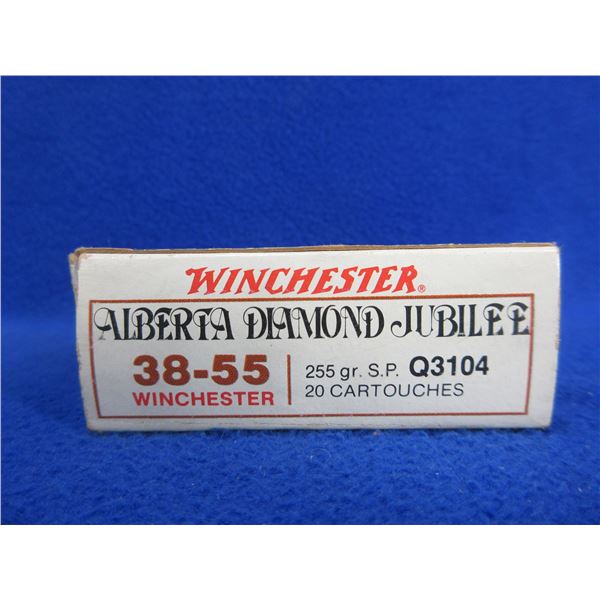 WINCHESTER®
ALBERTA DIAMOND JUBILEE
38-55
WINCHESTER
255 gr. S.P. Q3104
20 CARTOUCHES